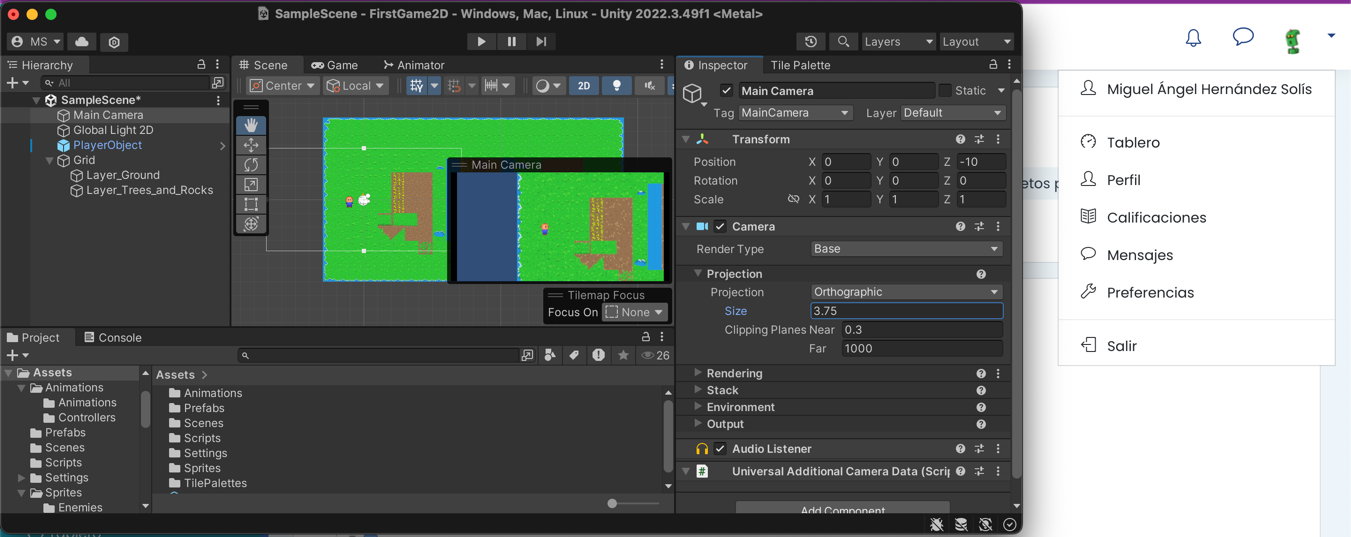 SampleScene - FirstGame2D - Windows, Mac, Linux - Unity 2022.3.49f1 <Metal>
MS
Layers
Layout
Hierarchy
All
SampleScene*
Main Camera
Global Light 2D
PlayerObject
Grid
Layer_Ground
Layer_Trees_and_Rocks
Scene
Game
Animator
Center
Local
2D
Main Camera
Tilemap Focus
Focus On
None
Inspector
Tile Palette
Main Camera
Static
Tag
MainCamera
Layer
Default
Transform
Position X 0 Y 0 Z -10
Rotation X 0 Y 0 Z 0
Scale X 1 Y 1 Z 1
Camera
Render Type Base
Projection
Projection Orthographic
Size 3.75
Clipping Planes Near 0.3
Far 1000
Rendering
Stack
Environment
Output
Audio Listener
Universal Additional Camera Data (Scrip
Add Component
Project
Console
26
Assets
Animations
Animations
Controllers
Prefabs
Scenes
Scripts
Settings
Sprites
Enemies
Assets >
Animations
Prefabs
Scenes
Scripts
Settings
Sprites
TilePalettes
etos p
Miguel Ángel Hernández Solís
Tablero
Perfil
Calificaciones
Mensajes
Preferencias
Salir